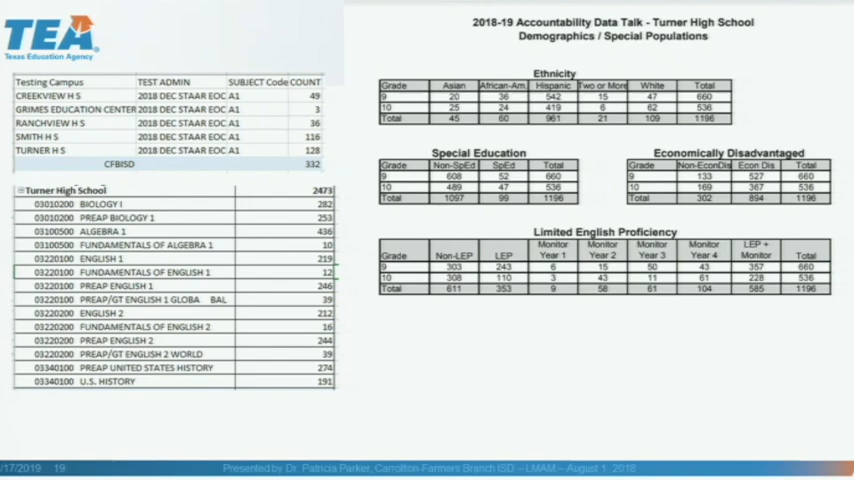 TEA
Texas Education Agency
Testing Campus TEST ADMIN SUBJECT Code COUNT
CREEKVIEW H S 2018 DEC STAAR EOC A1 49
GRIMES EDUCATION CENTER 2018 DEC STAAR EOC A1 3
RANCHVIEW H S 2018 DEC STAAR EOC A1 36
SMITH H S 2018 DEC STAAR EOC A1 116
TURNER H S 2018 DEC STAAR EOC A1 128
CFBISD 332
Turner High School 2473
03010200 BIOLOGY I 282
03010200 PREAP BIOLOGY 1 253
03100500 ALGEBRA 1 436
03100500 FUNDAMENTALS OF ALGEBRA 1 10
03220100 ENGLISH 1 219
03220100 FUNDAMENTALS OF ENGLISH 1 12
03220100 PREAP ENGLISH 1 246
03220100 PREAP/GT ENGLISH 1 GLOBA BAL 39
03220200 ENGLISH 2 212
03220200 FUNDAMENTALS OF ENGLISH 2 16
03220200 PREAP ENGLISH 2 244
03220200 PREAP/GT ENGLISH 2 WORLD 39
03340100 PREAP UNITED STATES HISTORY 274
03340100 U.S. HISTORY 191
2018-19 Accountability Data Talk - Turner High School
Demographics / Special Populations
Ethnicity
Grade Asian African-Am. Hispanic Two or More White Total
9 20 36 542 15 47 660
10 25 24 419 6 62 536
Total 45 60 961 21 109 1196
Special Education
Grade Non-SpEd SpEd Total
9 608 52 660
10 489 47 536
Total 1097 99 1196
Economically Disadvantaged
Grade Non-EconDis Econ Dis Total
9 133 527 660
10 169 367 536
Total 302 894 1196
Limited English Proficiency
Grade Non-LEP LEP Monitor Year 1 Monitor Year 2 Monitor Year 3 Monitor Year 4 LEP + Monitor Total
9 303 243 6 15 50 43 357 660
10 308 110 3 43 11 61 228 536
Total 611 353 9 58 61 104 585 1196
/17/2019 19 Presented by Dr. Patricia Parker, Carrollton-Farmers Branch ISD – LMAM – August 1, 2018